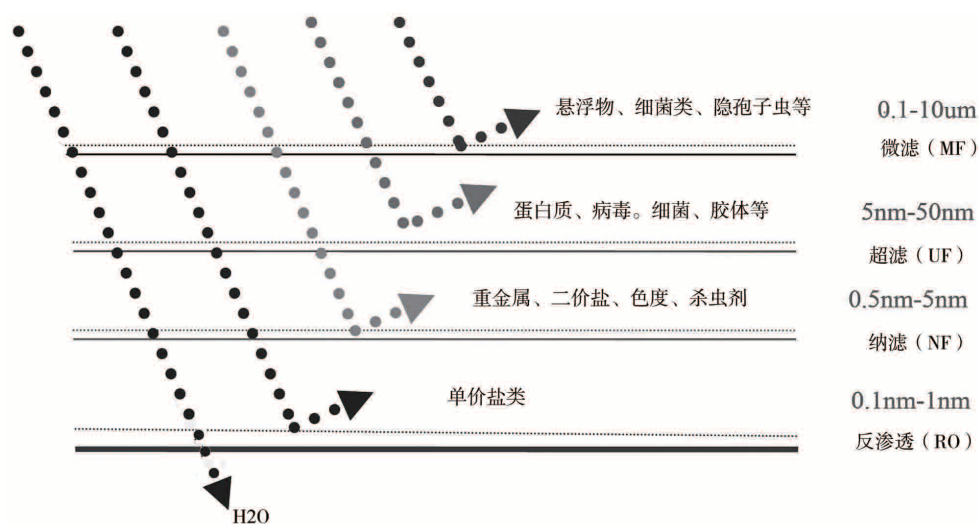 悬浮物、细菌类、隐孢子虫等
0.1-10um
微滤（MF）
蛋白质、病毒。细菌、胶体等
5nm-50nm
超滤（UF）
重金属、二价盐、色度、杀虫剂
0.5nm-5nm
纳滤（NF）
单价盐类
0.1nm-1nm
反渗透（RO）
H2O